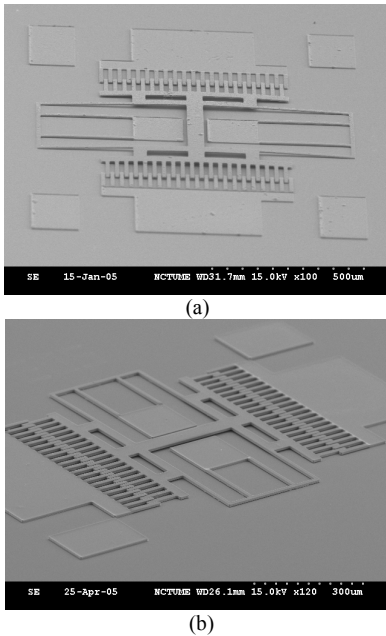 SE 15-Jan-05 NCTUME WD31.7mm 15.0kV x100 500um
(a)
SE 25-Apr-05 NCTUME WD26.1mm 15.0kV x120 300um
(b)